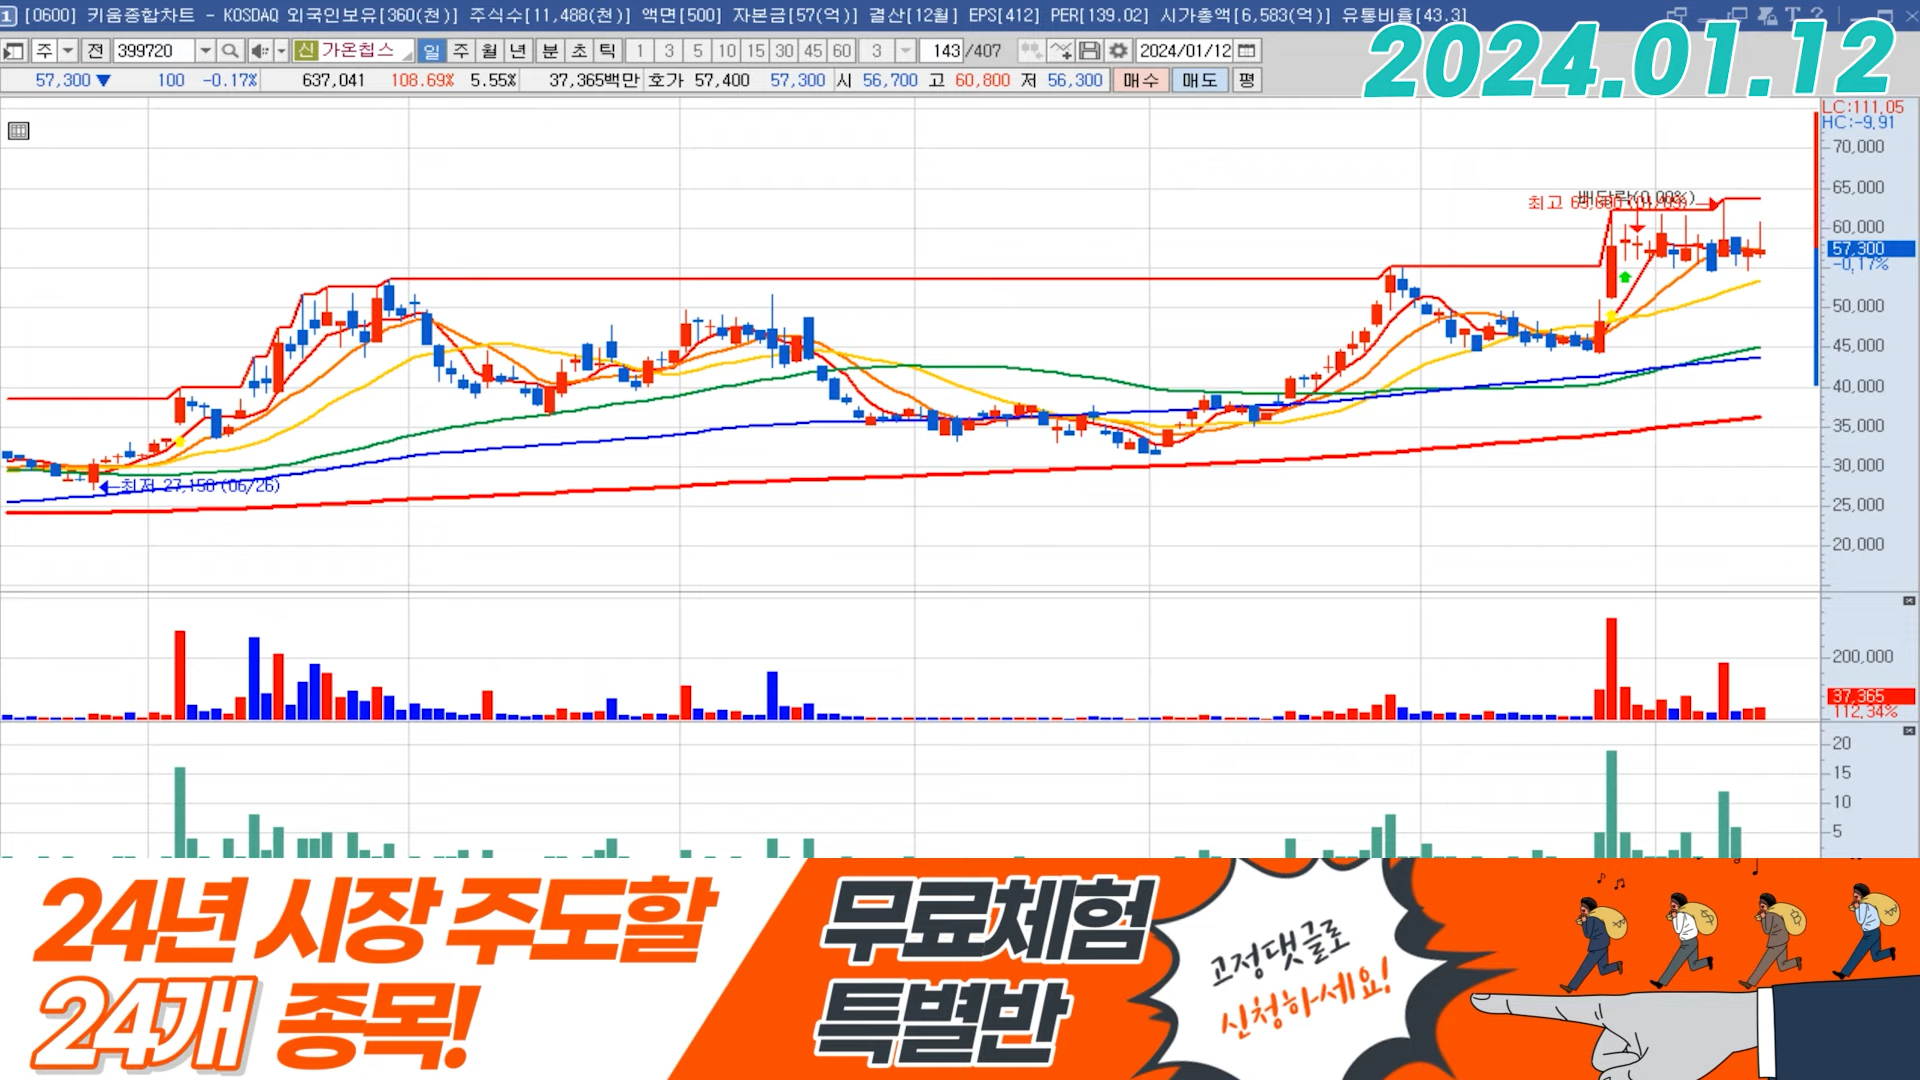 [0600] 키움종합차트 - KOSDAQ 외국인보유[360(천)] 주식수[11,488(천)] 액면[500] 자본금[57(억)] 결산[12월] EPS[412] PER[139.02] 시가총액[6,583(억)] 유통비율[43.3]
주 전 399720 신 가온칩스 일 주 월 년 분 초 틱 1 3 5 10 15 30 45 60 3 143 /407 2024/01/12
2024.01.12
57,300 ▼ 100 -0.17% 637,041 108.69% 5.55% 37,365백만 호가 57,400 57,300 시 56,700 고 60,800 저 56,300 매수 매도 평
LC:111.05
HC:-9.91
70,000
65,000
배당락(0.00%)
최고
60,000
57,300
-0.17%
50,000
45,000
40,000
35,000
30,000
최저 27,150 (06/26)
25,000
20,000
200,000
37,365
112.34%
20
15
10
5
24년 시장 주도할
24개 종목!
무료체험
특별반
고정댓글로
신청하세요!